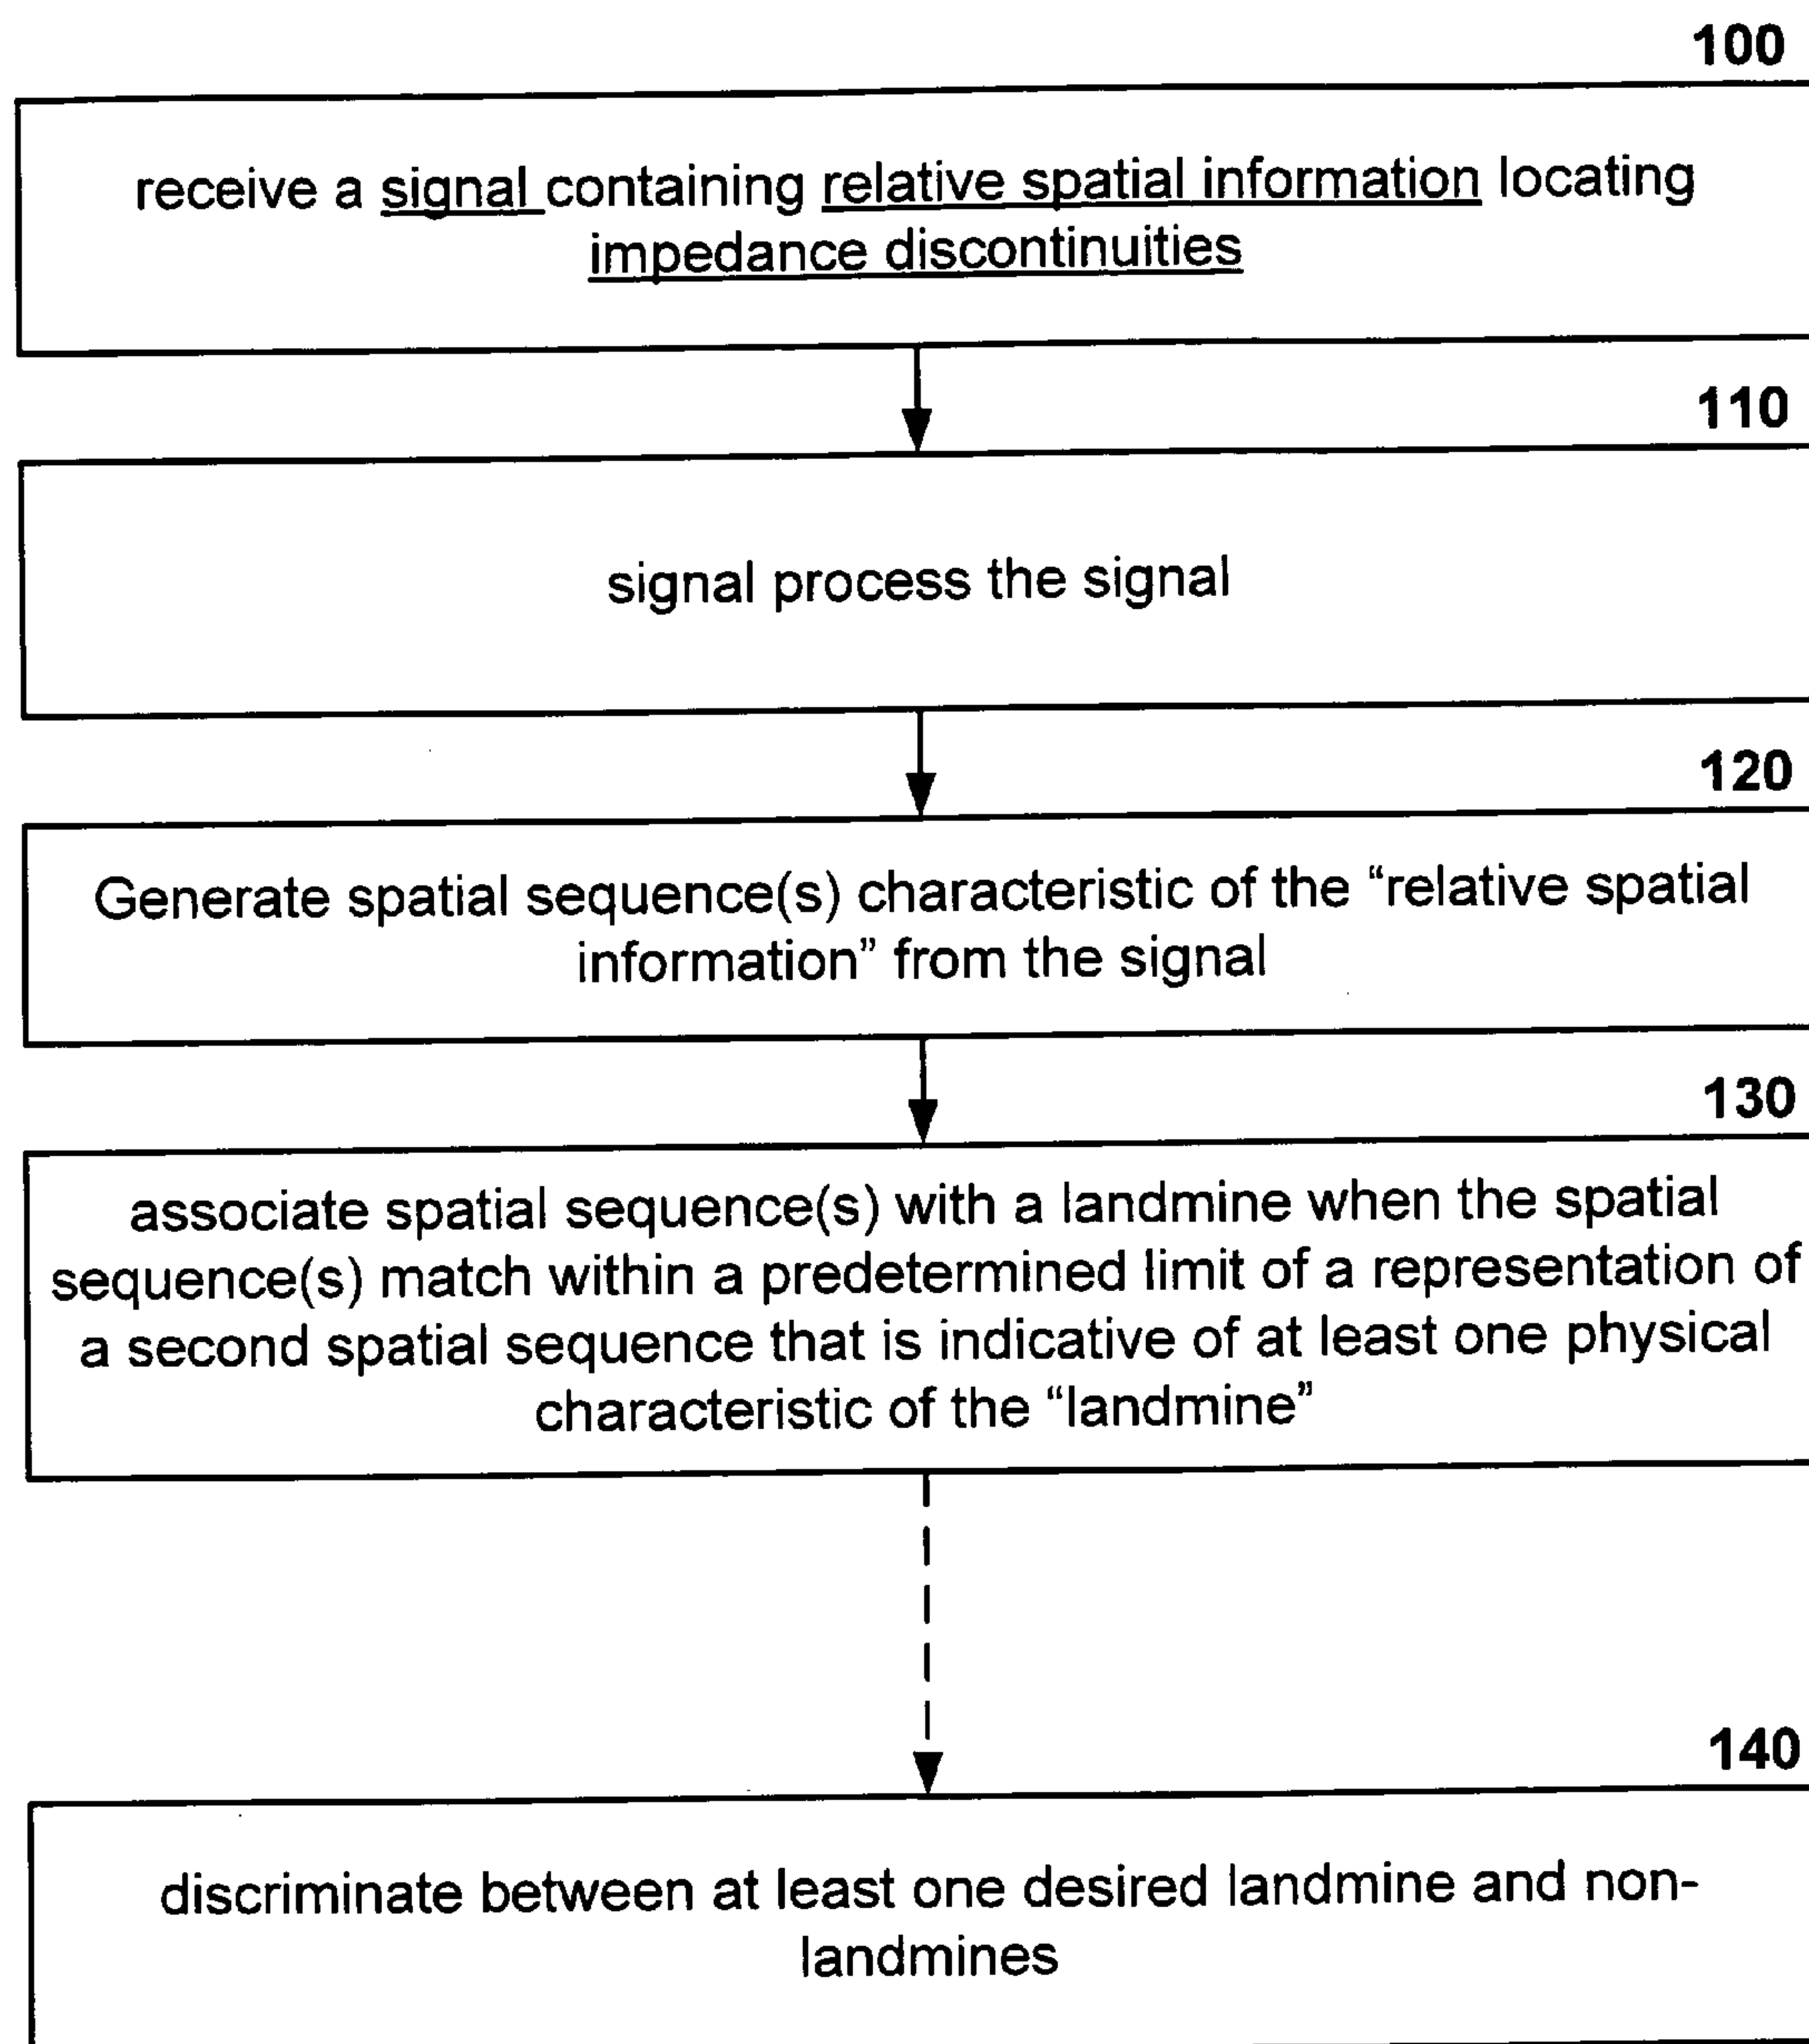 100
receive a signal containing relative spatial information locating
impedance discontinuities
110
signal process the signal
120
Generate spatial sequence(s) characteristic of the “relative spatial
information” from the signal
130
associate spatial sequence(s) with a landmine when the spatial
sequence(s) match within a predetermined limit of a representation of
a second spatial sequence that is indicative of at least one physical
characteristic of the “landmine”
140
discriminate between at least one desired landmine and non-
landmines